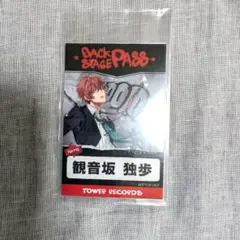 BACK
STAGE PASS
観音坂 独歩
TOWER RECORDS